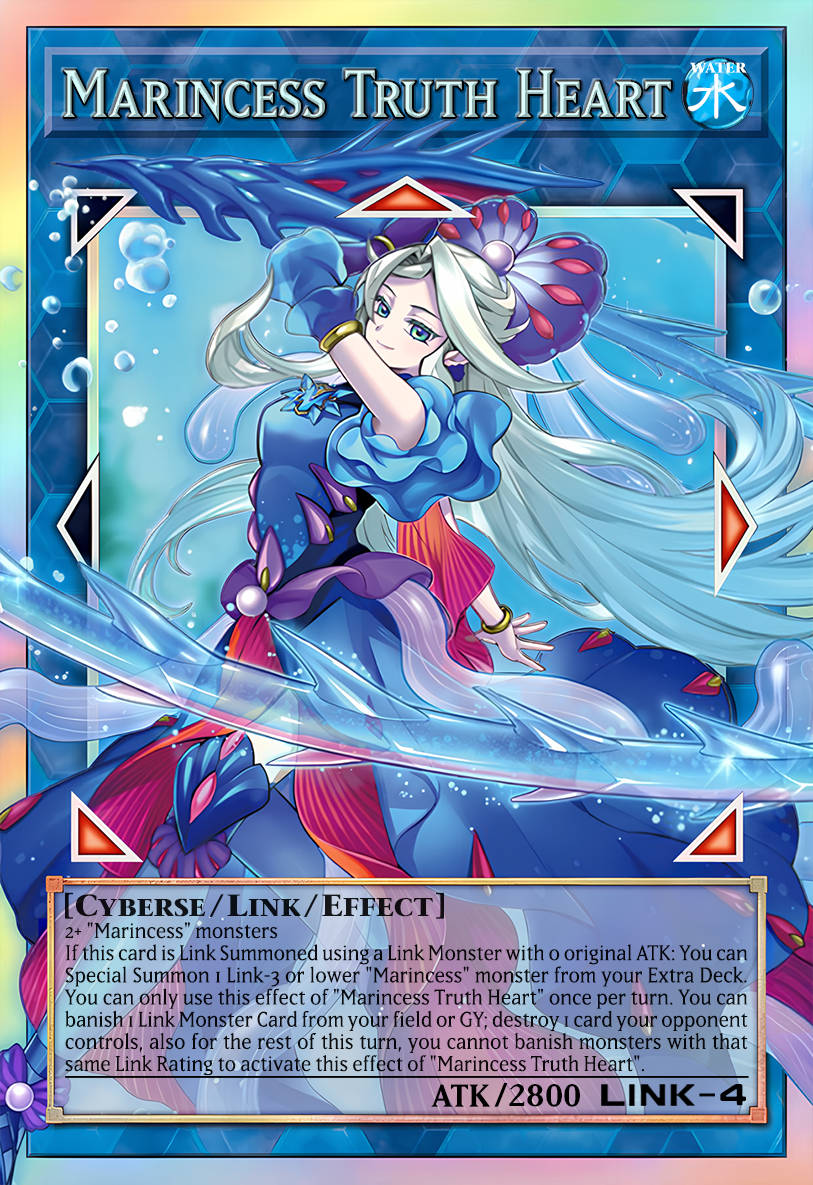 Marincess Truth Heart
WATER
水
[Cyberse/Link/Effect]
2+ "Marincess" monsters
If this card is Link Summoned using a Link Monster with 0 original ATK: You can
Special Summon 1 Link-3 or lower "Marincess" monster from your Extra Deck.
You can only use this effect of "Marincess Truth Heart" once per turn. You can
banish 1 Link Monster Card from your field or GY; destroy 1 card your opponent
controls, also for the rest of this turn, you cannot banish monsters with that
same Link Rating to activate this effect of "Marincess Truth Heart".
ATK/2800 LINK-4